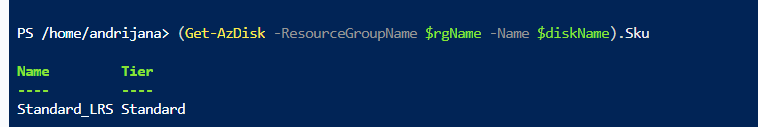 PS /home/andrijana> (Get-AzDisk -ResourceGroupName $rgName -Name $diskName).Sku
Name Tier
---- ----
Standard_LRS Standard